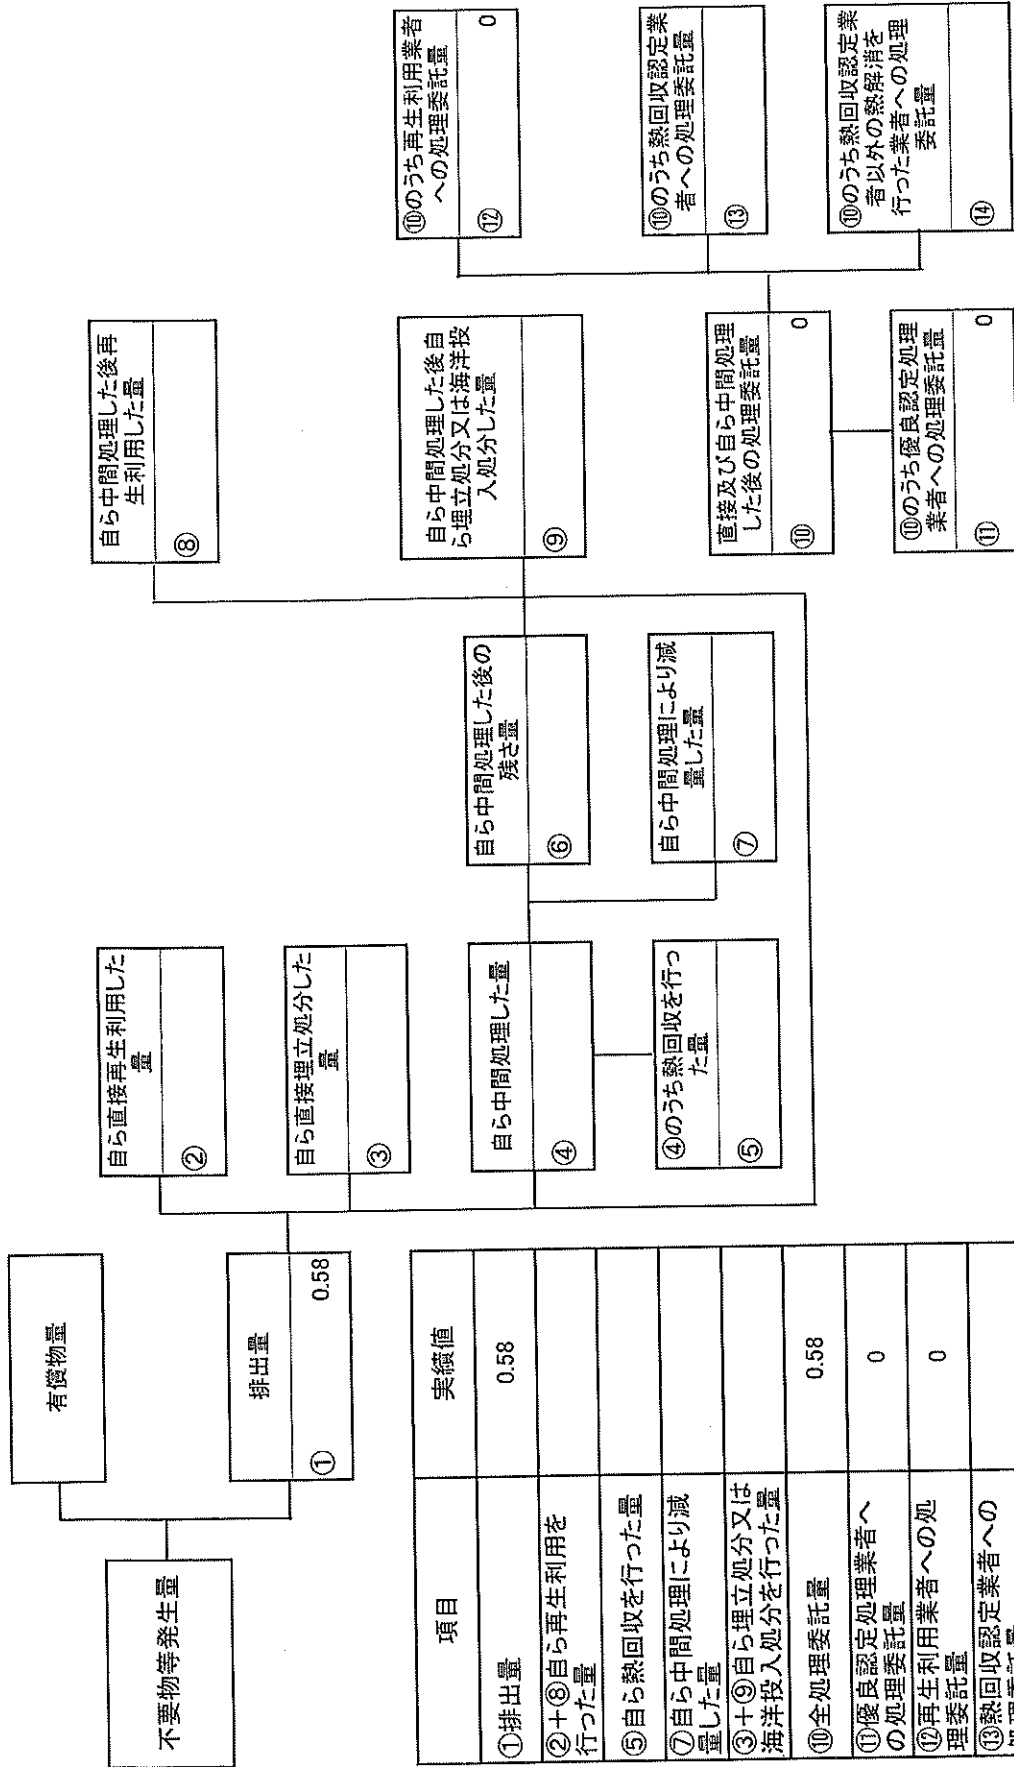 不要物等発生量
有償物量
排出量
① 0.58
自ら直接再生利用した
量
②
自ら直接埋立処分した
量
③
自ら中間処理した量
④
④のうち熱回収を行っ
た量
⑤
自ら中間処理した後の
残さ量
⑥
自ら中間処理により減
量した量
⑦
自ら中間処理した後再
生利用した量
⑧
自ら中間処理した後自
ら埋立処分又は海洋投
入処分した量
⑨
直接及び自ら中間処理
した後の処理委託量
⑩ 0
⑩のうち優良認定処理
業者への処理委託量
⑪ 0
⑩のうち再生利用業者
への処理委託量
⑫ 0
⑩のうち熱回収認定業
者への処理委託量
⑬
⑩のうち熱回収認定業
者以外の熱解消を
行った業者への処理
委託量
⑭
項目 実績値
①排出量 0.58
②+⑧自ら再生利用を
行った量
⑤自ら熱回収を行った量
⑦自ら中間処理により減
量した量
③+⑨自ら埋立処分又は
海洋投入処分を行った量
⑩全処理委託量 0.58
⑪優良認定処理業者へ
の処理委託量 0
⑫再生利用業者への処
理委託量 0
⑬熱回収認定業者への